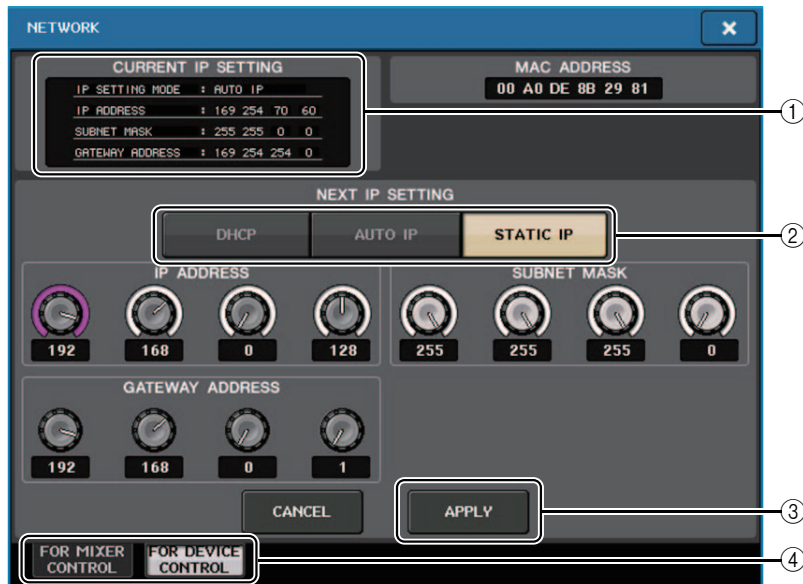 NETWORK
CURRENT IP SETTING
IP SETTING MODE : AUTO IP
IP ADDRESS : 169 254 70 60
SUBNET MASK : 255 255 0 0
GATEWAY ADDRESS : 169 254 254 0
MAC ADDRESS
00 A0 DE 8B 29 81
①
NEXT IP SETTING
DHCP AUTO IP STATIC IP
②
IP ADDRESS
192 168 0 128
SUBNET MASK
255 255 255 0
GATEWAY ADDRESS
192 168 0 1
CANCEL APPLY
③
FOR MIXER CONTROL
FOR DEVICE CONTROL
④